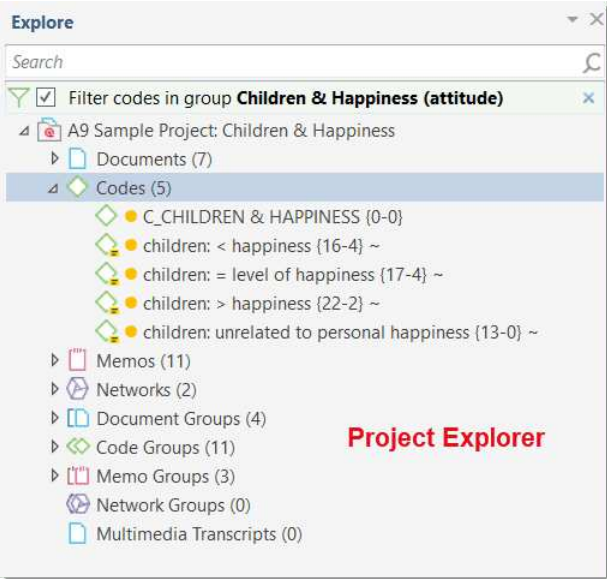 Explore
Search
Filter codes in group Children & Happiness (attitude)
A9 Sample Project: Children & Happiness
Documents (7)
Codes (5)
C_CHILDREN & HAPPINESS {0-0}
children: < happiness {16-4} ~
children: = level of happiness {17-4} ~
children: > happiness {22-2} ~
children: unrelated to personal happiness {13-0} ~
Memos (11)
Networks (2)
Document Groups (4)
Code Groups (11)
Project Explorer
Memo Groups (3)
Network Groups (0)
Multimedia Transcripts (0)